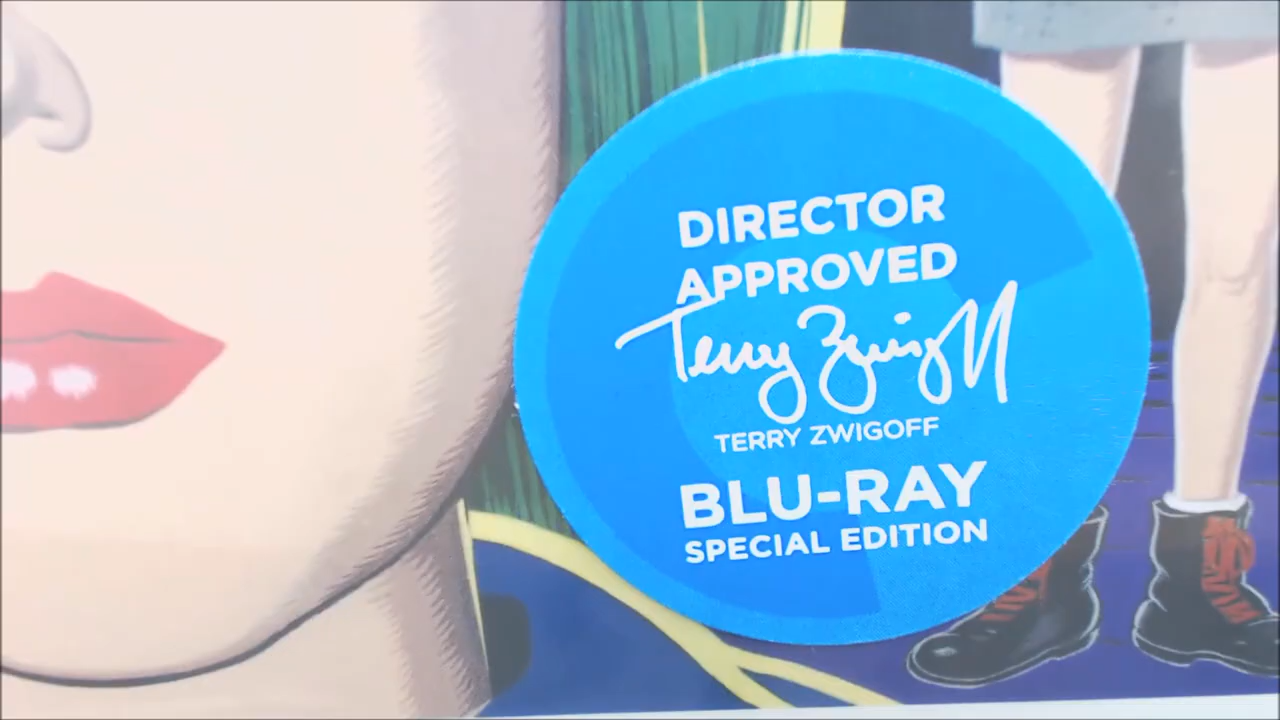 DIRECTOR
APPROVED
Terry Zwigoff
TERRY ZWIGOFF
BLU-RAY
SPECIAL EDITION